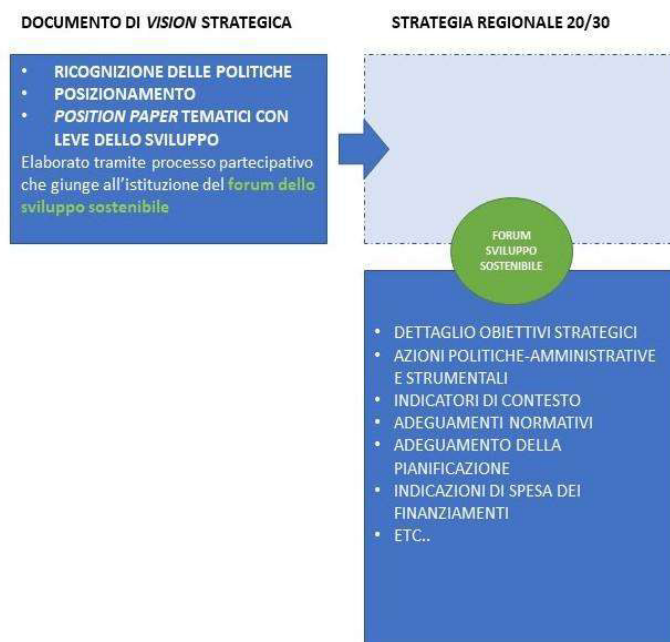 DOCUMENTO DI VISION STRATEGICA
• RICOGNIZIONE DELLE POLITICHE
• POSIZIONAMENTO
• POSITION PAPER TEMATICI CON
LEVE DELLO SVILUPPO
Elaborato tramite processo partecipativo
che giunge all’istituzione del forum dello
sviluppo sostenibile
STRATEGIA REGIONALE 20/30
FORUM
SVILUPPO
SOSTENIBILE
• DETTAGLIO OBIETTIVI STRATEGICI
• AZIONI POLITICHE-AMMINISTRATIVE
E STRUMENTALI
• INDICATORI DI CONTESTO
• ADEGUAMENTI NORMATIVI
• ADEGUAMENTO DELLA
PIANIFICAZIONE
• INDICAZIONI DI SPESA DEI
FINANZIAMENTI
• ETC..